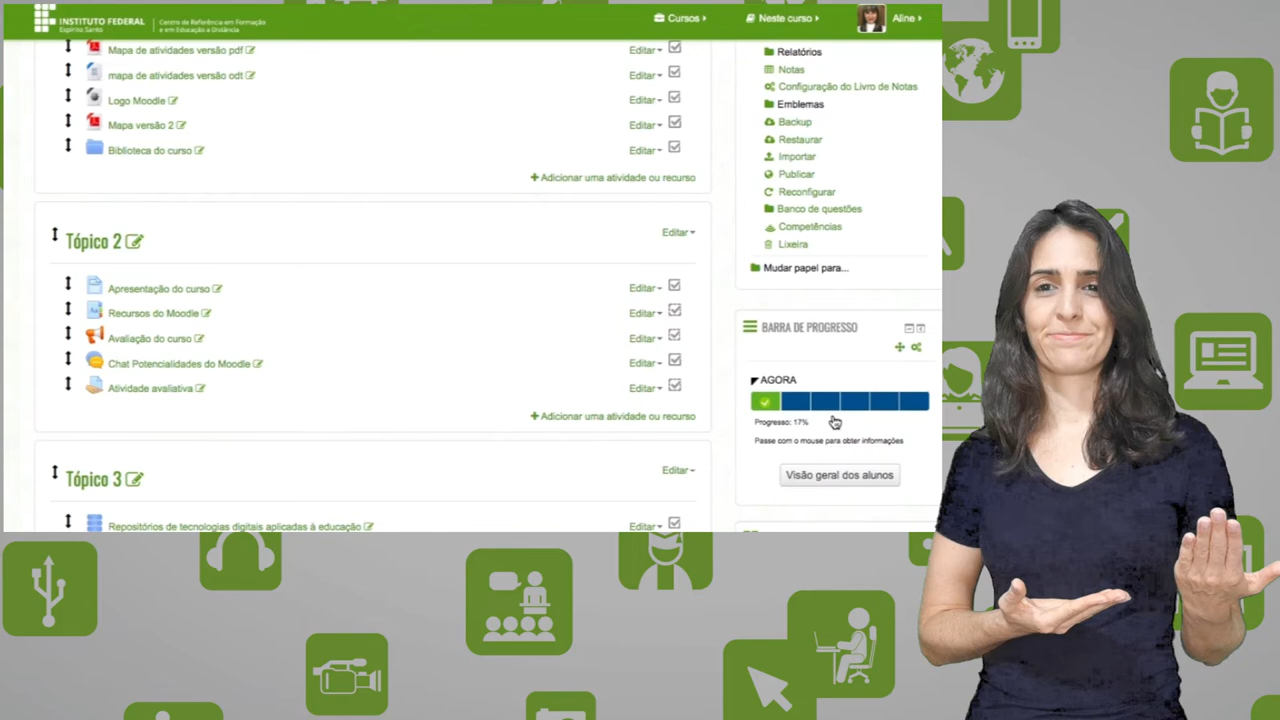 INSTITUTO FEDERAL
Espírito Santo
Centro de Referência em Formação
e em Educação a Distância
Cursos
Neste curso
Aline
Mapa de atividades versão pdf
Editar
mapa de atividades versão odt
Editar
Logo Moodle
Editar
Mapa versão 2
Editar
Biblioteca do curso
Editar
+Adicionar uma atividade ou recurso
Tópico 2
Editar
Apresentação do curso
Editar
Recursos do Moodle
Editar
Avaliação do curso
Editar
Chat Potencialidades do Moodle
Editar
Atividade avaliativa
Editar
+Adicionar uma atividade ou recurso
Tópico 3
Editar
Repositórios de tecnologias digitais aplicadas à educação
Editar
Relatórios
Notas
Configuração do Livro de Notas
Emblemas
Backup
Restaurar
Importar
Publicar
Reconfigurar
Banco de questões
Competências
Lixeira
Mudar papel para...
BARRA DE PROGRESSO
AGORA
Progresso: 17%
Passe com o mouse para obter informações
Visão geral dos alunos